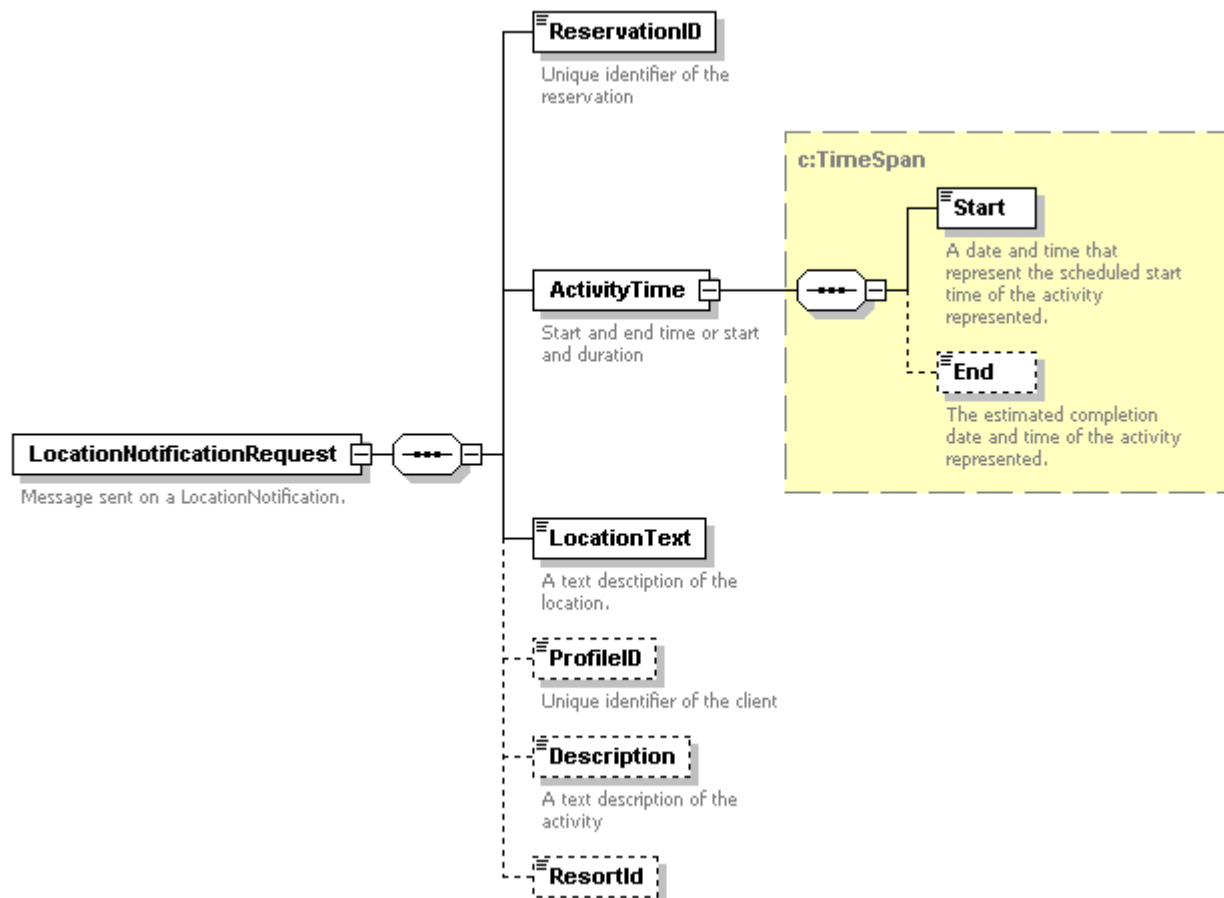 ReservationID
Unique identifier of the
reservation
c:TimeSpan
Start
A date and time that
represent the scheduled start
time of the activity
represented.
ActivityTime
Start and end time or start
and duration
End
The estimated completion
date and time of the activity
represented.
LocationNotificationRequest
Message sent on a LocationNotification.
LocationText
A text desctiption of the
location.
ProfileID
Unique identifier of the client
Description
A text description of the
activity
ResortId